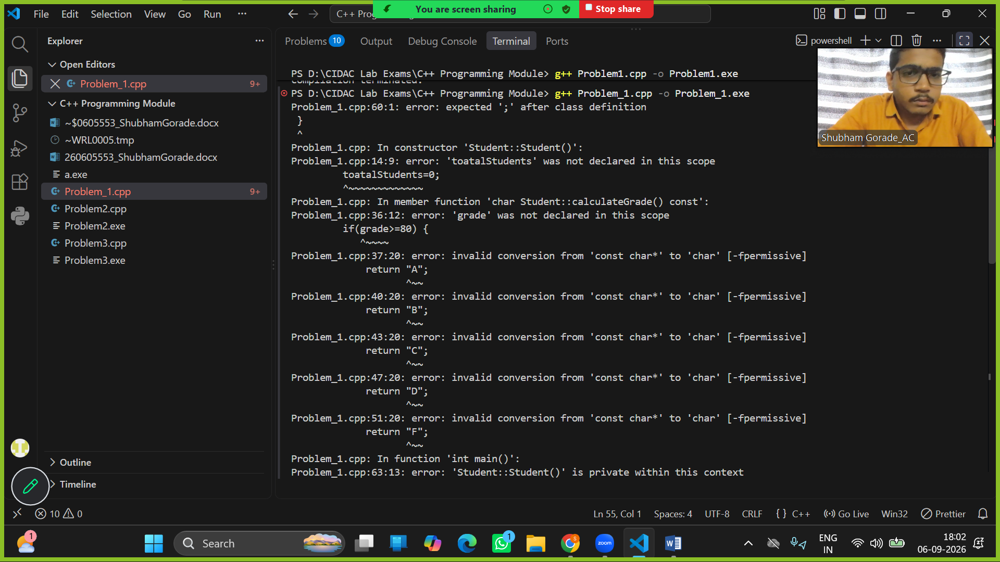 You are screen sharing
Stop share
File Edit Selection View Go Run ...
Explorer
Open Editors
Problem_1.cpp 9+
C++ Programming Module
~$0605553_ShubhamGorade.docx
~WRL0005.tmp
260605553_ShubhamGorade.docx
a.exe
Problem_1.cpp 9+
Problem2.cpp
Problem2.exe
Problem3.cpp
Problem3.exe
Outline
Timeline
Problems 10 Output Debug Console Terminal Ports
powershell
PS D:\CIDAC Lab Exams\C++ Programming Module> g++ Problem1.cpp -o Problem1.exe
compilation terminated.
PS D:\CIDAC Lab Exams\C++ Programming Module> g++ Problem_1.cpp -o Problem_1.exe
Problem_1.cpp:60:1: error: expected ';' after class definition
 }
 ^
Problem_1.cpp: In constructor 'Student::Student()':
Problem_1.cpp:14:9: error: 'toatalStudents' was not declared in this scope
         toatalStudents=0;
         ^~~~~~~~~~~~~~
Problem_1.cpp: In member function 'char Student::calculateGrade() const':
Problem_1.cpp:36:12: error: 'grade' was not declared in this scope
         if(grade>=80) {
            ^~~~~
Problem_1.cpp:37:20: error: invalid conversion from 'const char*' to 'char' [-fpermissive]
             return "A";
                    ^~~
Problem_1.cpp:40:20: error: invalid conversion from 'const char*' to 'char' [-fpermissive]
             return "B";
                    ^~~
Problem_1.cpp:43:20: error: invalid conversion from 'const char*' to 'char' [-fpermissive]
             return "C";
                    ^~~
Problem_1.cpp:47:20: error: invalid conversion from 'const char*' to 'char' [-fpermissive]
             return "D";
                    ^~~
Problem_1.cpp:51:20: error: invalid conversion from 'const char*' to 'char' [-fpermissive]
             return "F";
                    ^~~
Problem_1.cpp: In function 'int main()':
Problem_1.cpp:63:13: error: 'Student::Student()' is private within this context
Shubham Gorade_AC
10 0
Ln 55, Col 1 Spaces: 4 UTF-8 CRLF { } C++ Go Live Win32 Prettier
1
Search
1
S
zoom
ENG
IN
18:02
06-09-2026